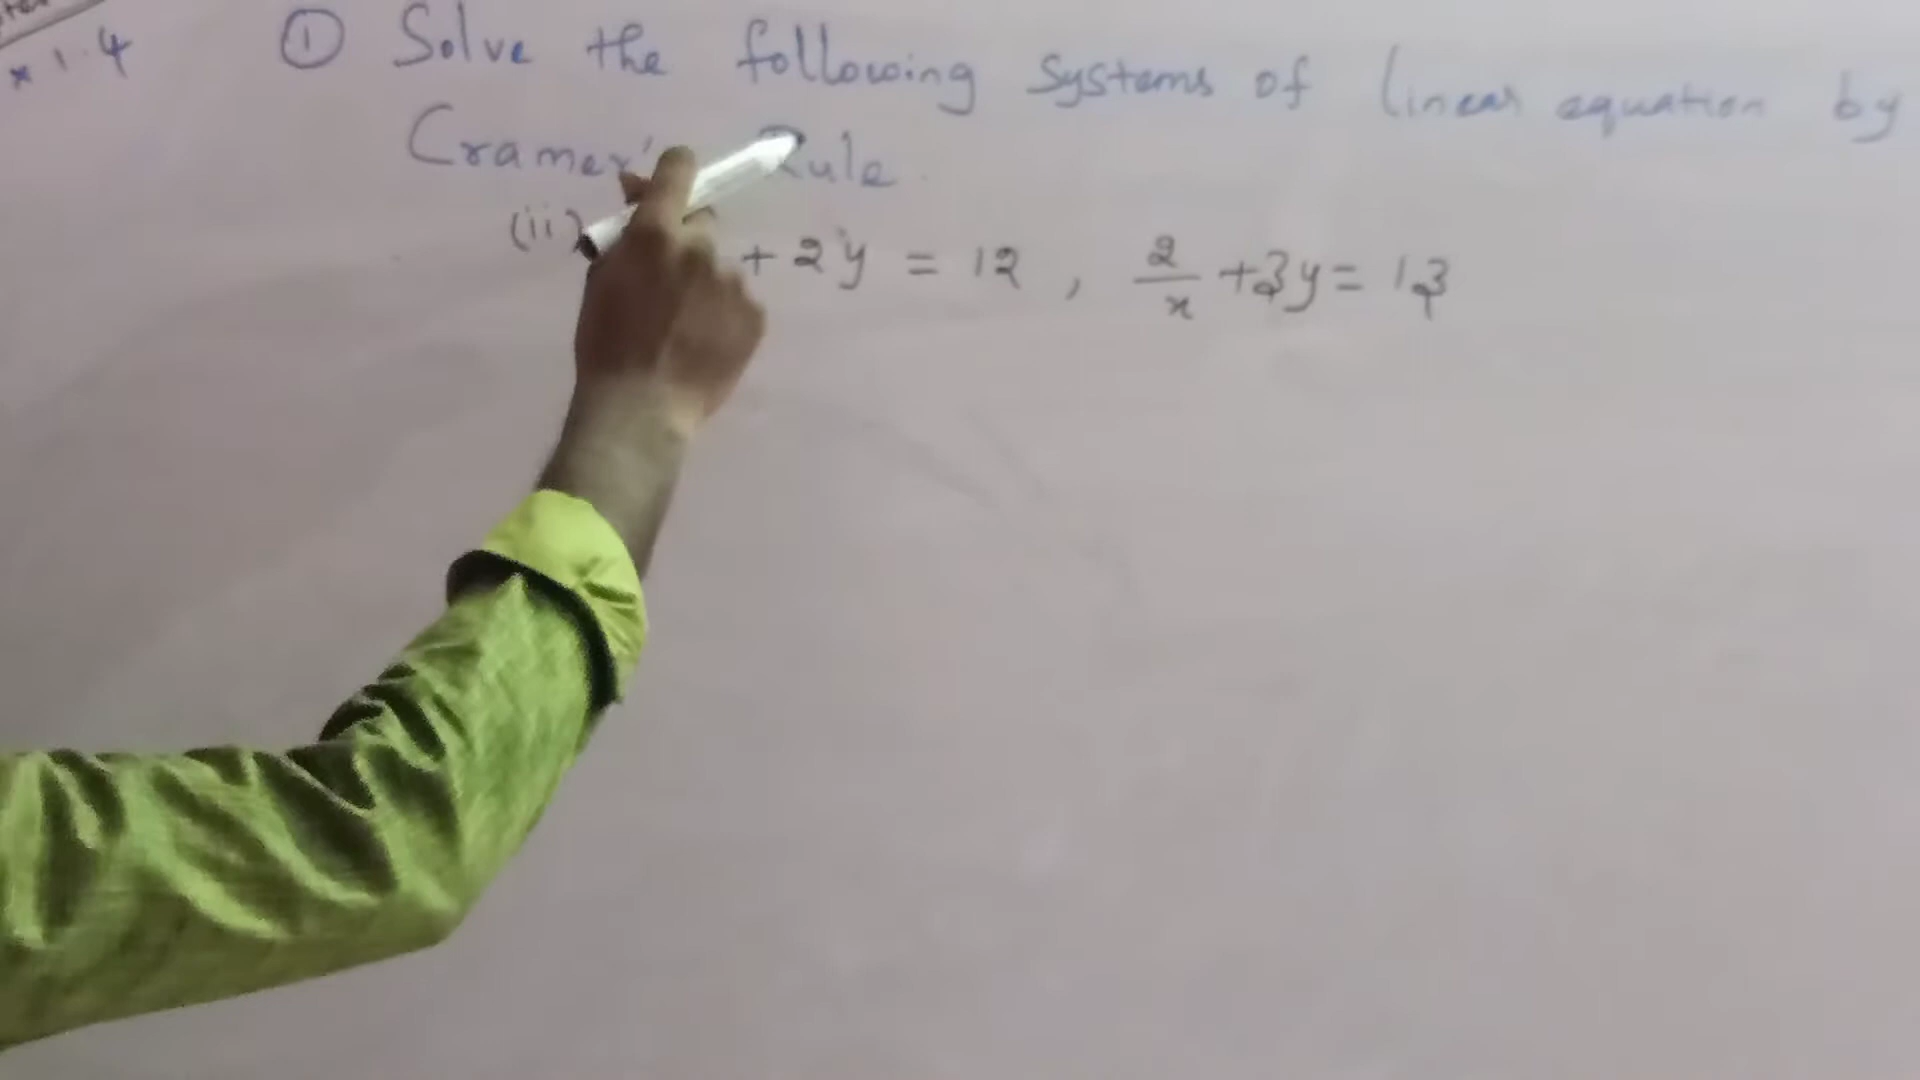 x 1.4
① Solve the following Systems of linear equation by
Cramer's Rule
(ii) + 2y = 12 , 2/x + 3y = 13